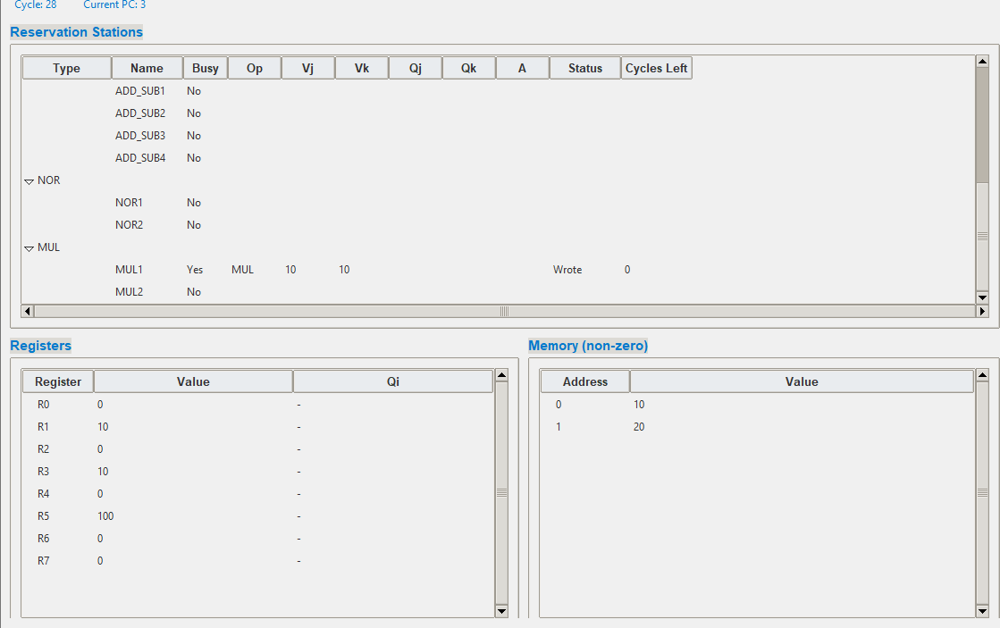 Cycle: 28 Current PC: 3
Reservation Stations
Type Name Busy Op Vj Vk Qj Qk A Status Cycles Left
ADD_SUB1 No
ADD_SUB2 No
ADD_SUB3 No
ADD_SUB4 No
NOR
NOR1 No
NOR2 No
MUL
MUL1 Yes MUL 10 10 Wrote 0
MUL2 No
Registers
Register Value Qi
R0 0 -
R1 10 -
R2 0 -
R3 10 -
R4 0 -
R5 100 -
R6 0 -
R7 0 -
Memory (non-zero)
Address Value
0 10
1 20